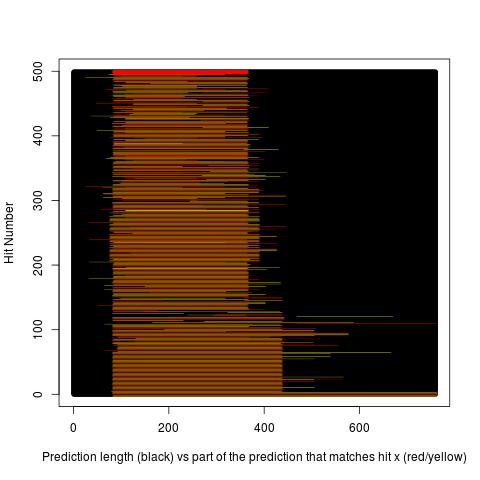 500
400
300
200
100
0
Hit Number
0 200 400 600
Prediction length (black) vs part of the prediction that matches hit x (red/yellow)